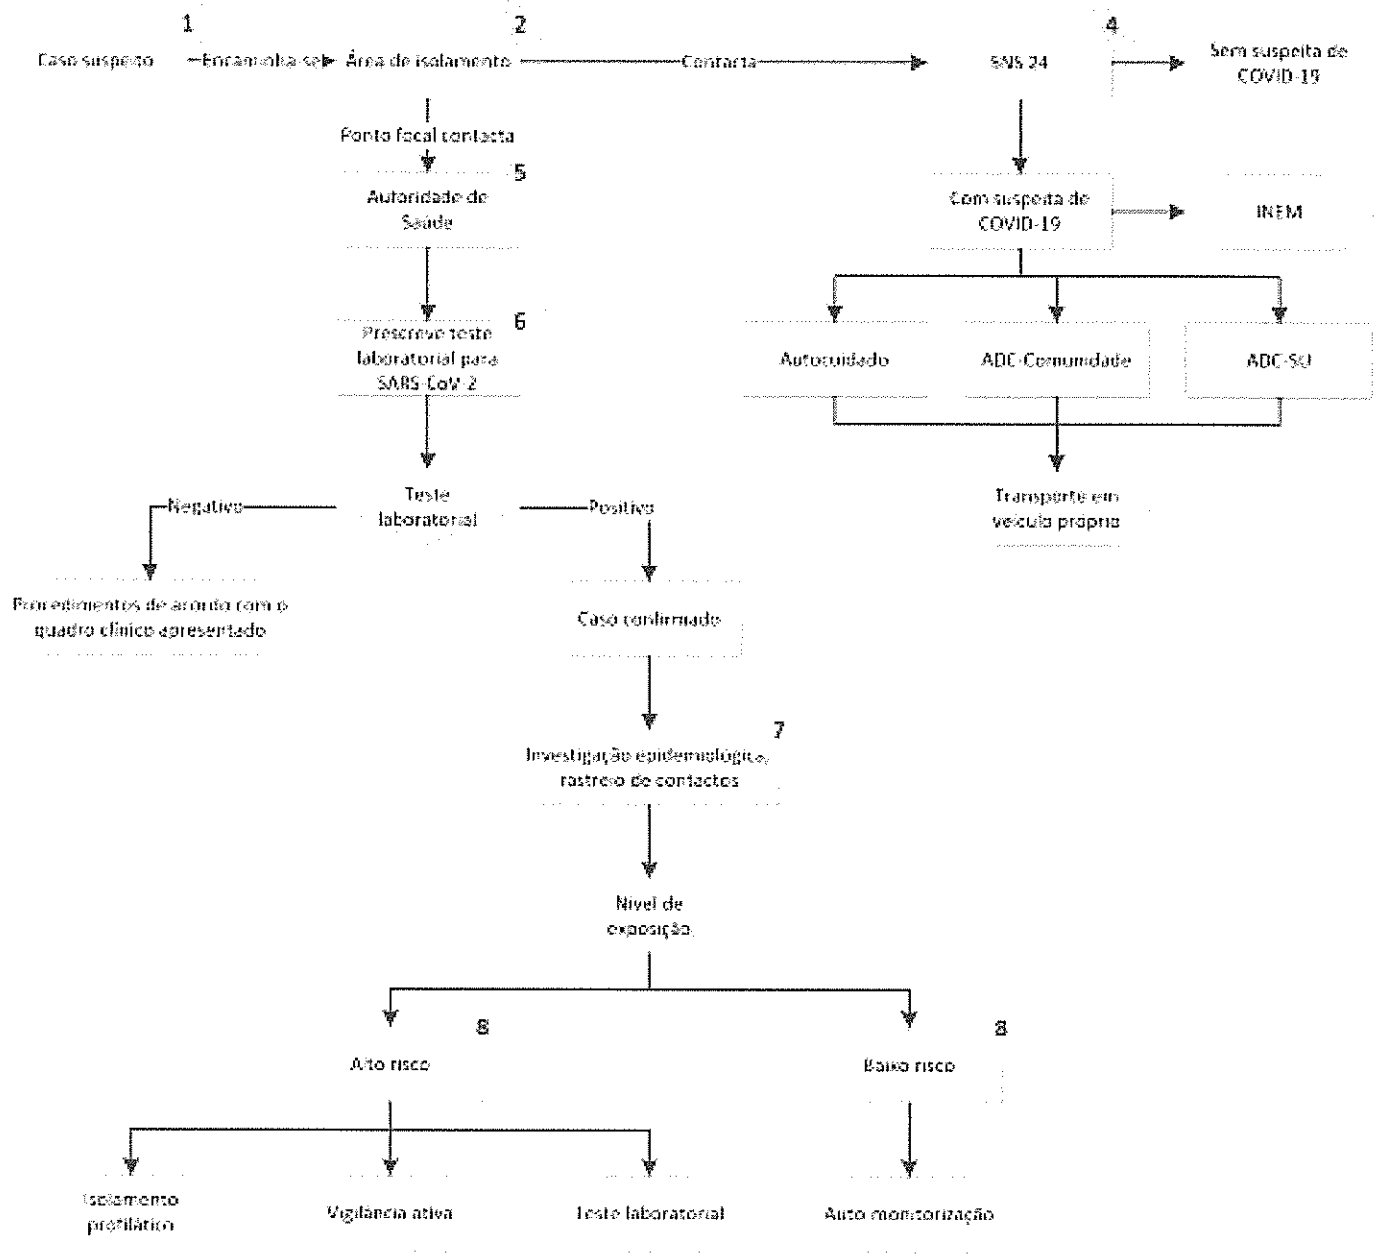 1
2
4
Caso suspeito
Encaminha-se
Área de isolamento
Contacta
SNS 24
Sem suspeita de
COVID-19
Ponto focal contacta
5
Autoridade de
Saúde
Com suspeita de
COVID-19
INEM
6
Prescreve teste
laboratorial para
SARS-CoV-2
Autocuidado
ADC-Comunidade
ADC-SU
Negativo
Teste
laboratorial
Positivo
Transporte em
veículo próprio
Procedimentos de acordo com o
quadro clínico apresentado
Caso confirmado
7
Investigação epidemiológica,
rastreio de contactos
Nível de
exposição
8
8
Alto risco
Baixo risco
Isolamento
profilático
Vigilância ativa
Teste laboratorial
Auto monitorização